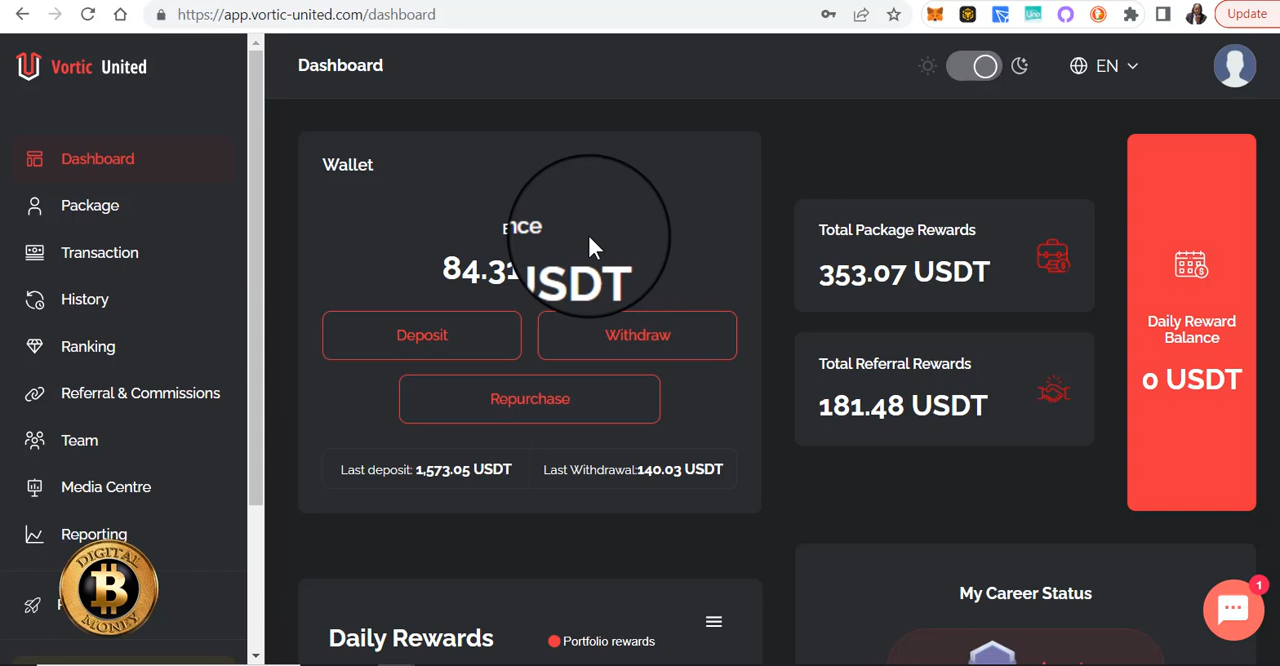 https://app.vortic-united.com/dashboard
Update
Vortic United
Dashboard
EN
Dashboard
Package
Transaction
History
Ranking
Referral & Commissions
Team
Media Centre
Reporting
DIGITAL
MONEY
Wallet
84.31 USDT
Deposit
Withdraw
Repurchase
Last deposit: 1,573.05 USDT
Last Withdrawal:140.03 USDT
Total Package Rewards
353.07 USDT
Total Referral Rewards
181.48 USDT
Daily Reward
Balance
0 USDT
Daily Rewards
Portfolio rewards
My Career Status
1